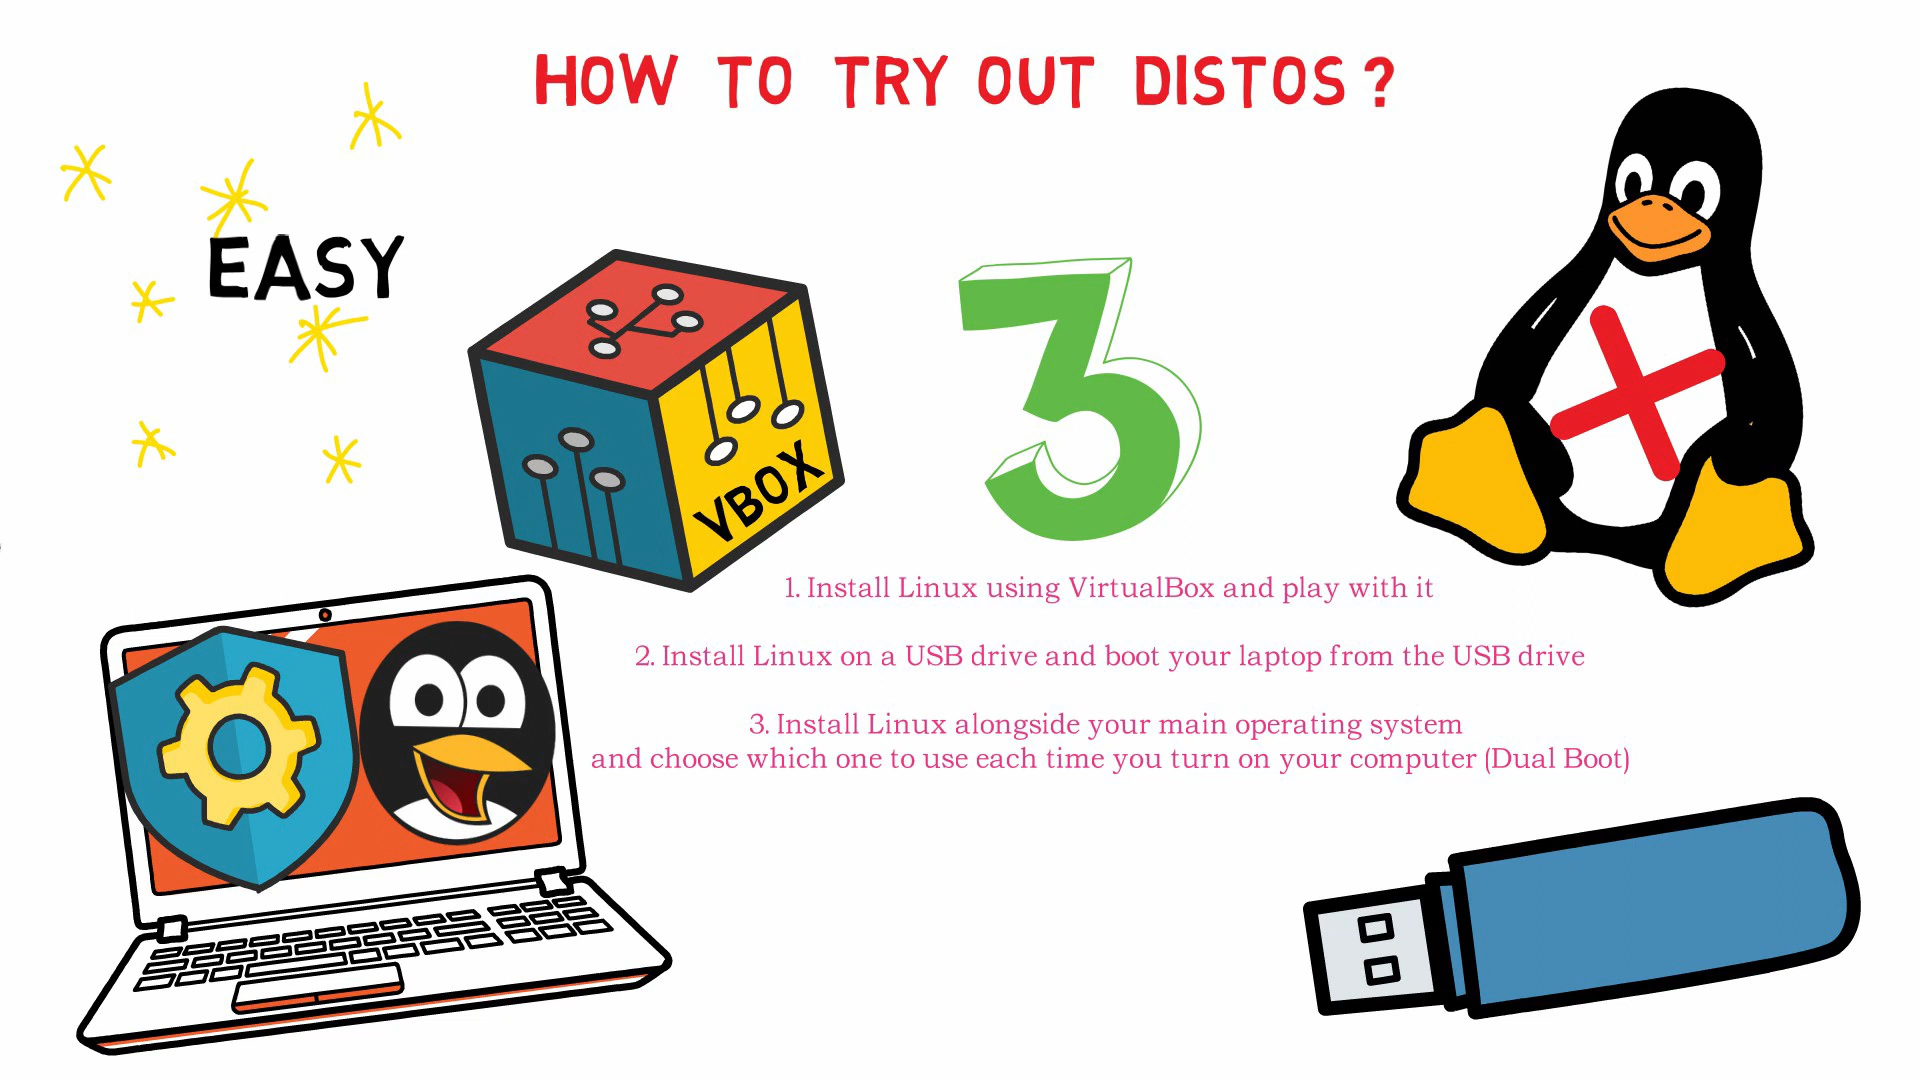 HOW TO TRY OUT DISTOS ?
EASY
VBOX
3
1. Install Linux using VirtualBox and play with it
2. Install Linux on a USB drive and boot your laptop from the USB drive
3. Install Linux alongside your main operating system
and choose which one to use each time you turn on your computer (Dual Boot)